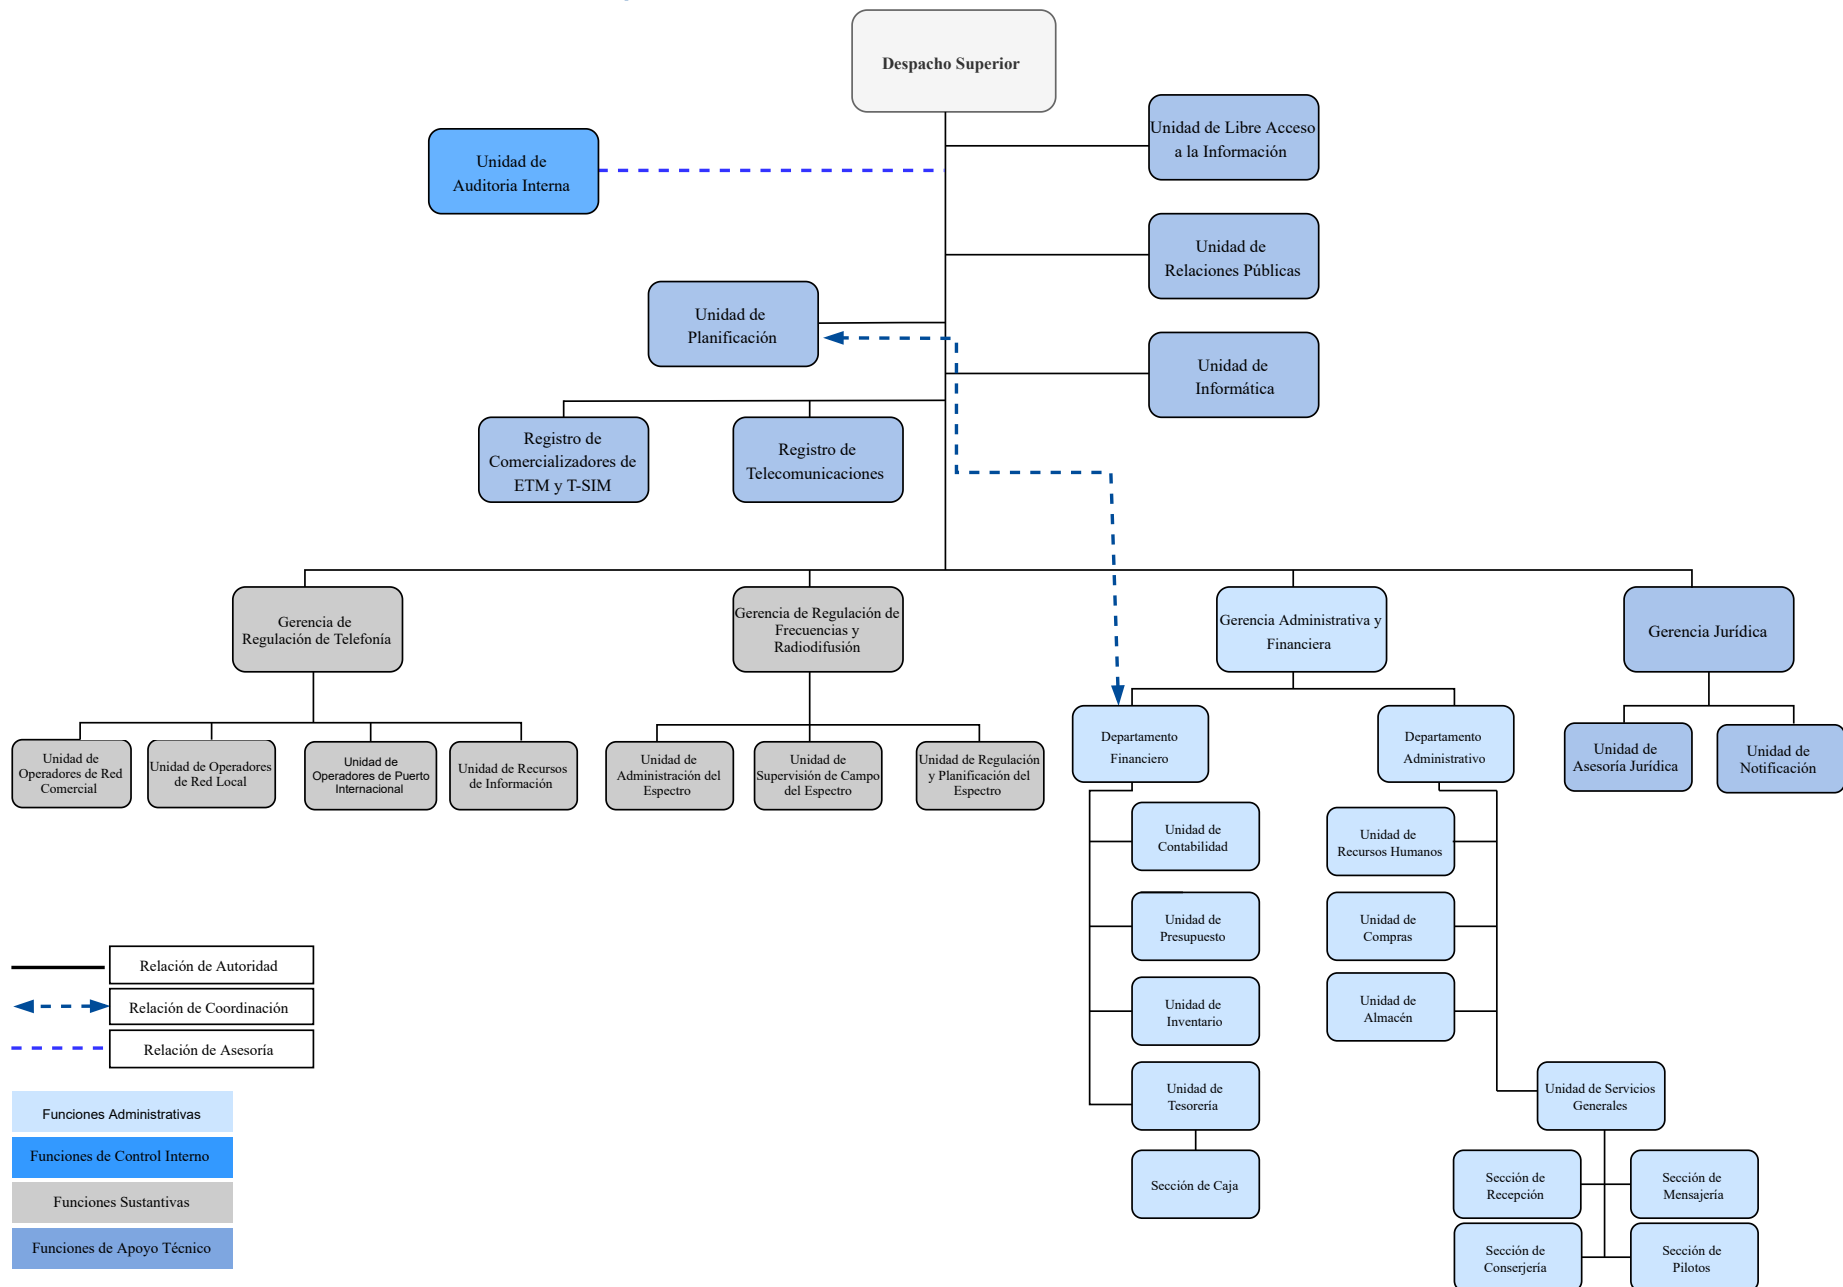 Despacho Superior
Unidad de Libre Acceso
a la Información
Unidad de
Auditoria Interna
Unidad de
Relaciones Públicas
Unidad de
Planificación
Unidad de
Informática
Registro de
Comercializadores de
ETM y T-SIM
Registro de
Telecomunicaciones
Gerencia de
Regulación de Telefonía
Gerencia de Regulación de
Frecuencias y
Radiodifusión
Gerencia Administrativa y
Financiera
Gerencia Jurídica
Unidad de
Operadores de Red
Comercial
Unidad de Operadores
de Red Local
Unidad de
Operadores de Puerto
Internacional
Unidad de Recursos
de Información
Unidad de
Administración del
Espectro
Unidad de
Supervisión de Campo
del Espectro
Unidad de Regulación
y Planificación del
Espectro
Departamento
Financiero
Departamento
Administrativo
Unidad de
Asesoría Jurídica
Unidad de
Notificación
Unidad de
Contabilidad
Unidad de
Recursos Humanos
Unidad de
Presupuesto
Unidad de
Compras
Unidad de
Inventario
Unidad de
Almacén
Unidad de
Tesorería
Unidad de Servicios
Generales
Sección de Caja
Sección de
Recepción
Sección de
Mensajería
Sección de
Conserjería
Sección de
Pilotos
Relación de Autoridad
Relación de Coordinación
Relación de Asesoría
Funciones Administrativas
Funciones de Control Interno
Funciones Sustantivas
Funciones de Apoyo Técnico